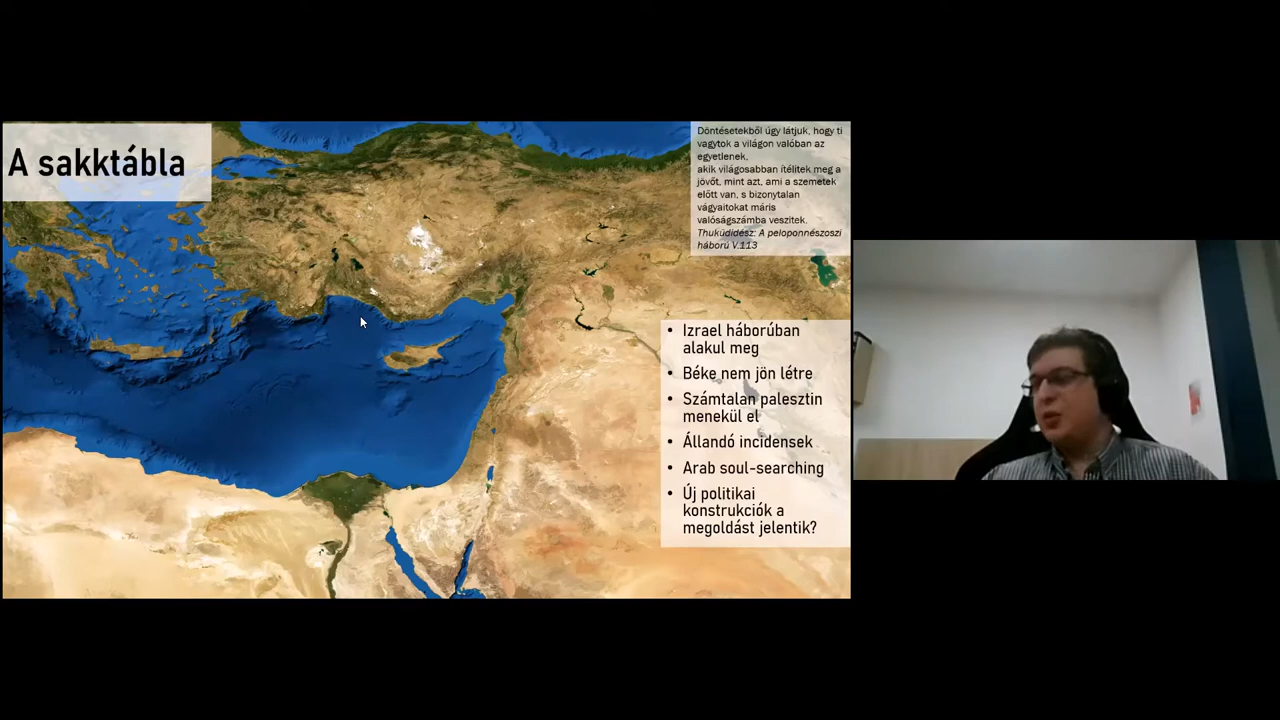 A sakktábla
Döntésetekből úgy látjuk, hogy ti
vagytok a világon valóban az
egyetlenek,
akik világosabban ítélitek meg a
jövőt, mint azt, ami a szemetek
előtt van, s bizonytalan
vágyaitokat máris
valóságszámba veszitek.
Thuküdidész: A peloponnészoszi
háború V.113
• Izrael háborúban
alakul meg
• Béke nem jön létre
• Számtalan palesztin
menekül el
• Állandó incidensek
• Arab soul-searching
• Új politikai
konstrukciók a
megoldást jelentik?